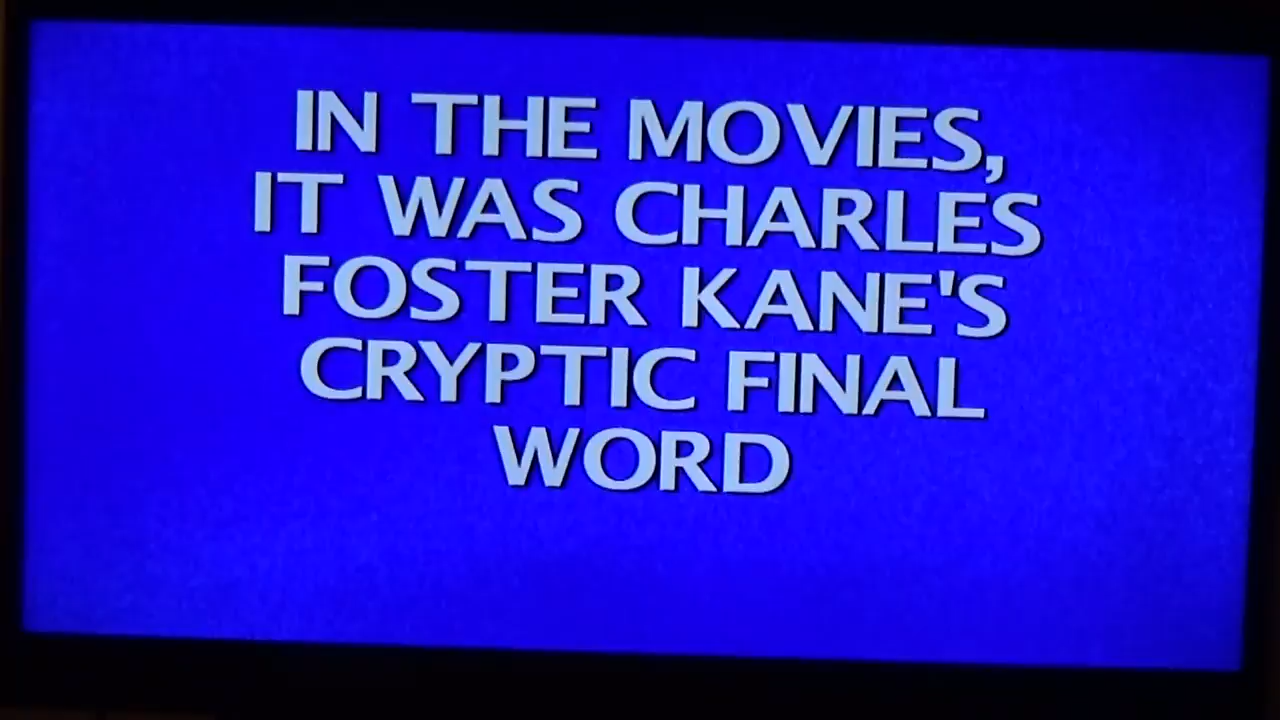 IN THE MOVIES,
IT WAS CHARLES
FOSTER KANE'S
CRYPTIC FINAL
WORD